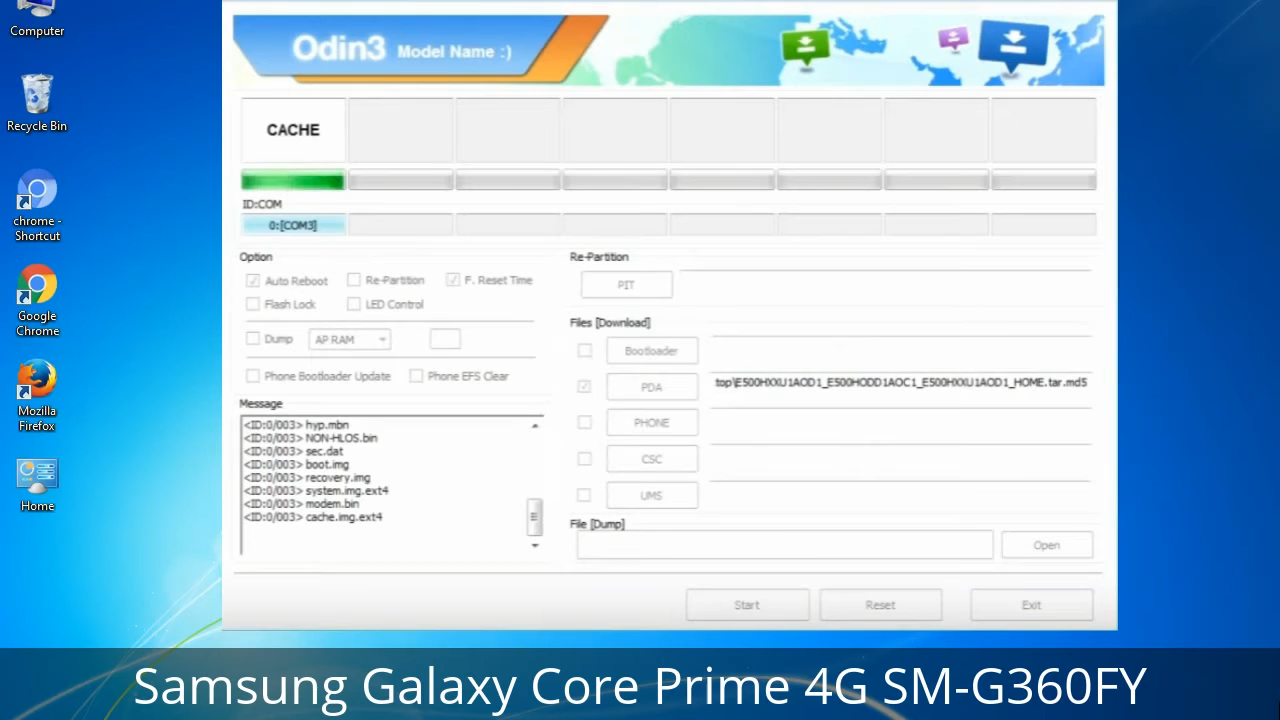 Computer
Recycle Bin
chrome -
Shortcut
Google
Chrome
Mozilla
Firefox
Home
Odin3 Model Name :)
CACHE
ID:COM
0:[COM3]
Option
Auto Reboot Re-Partition F. Reset Time
Flash Lock LED Control
Dump AP RAM
Phone Bootloader Update Phone EFS Clear
Message
<ID:0/003> hyp.mbn
<ID:0/003> NON-HLOS.bin
<ID:0/003> sec.dat
<ID:0/003> boot.img
<ID:0/003> recovery.img
<ID:0/003> system.img.ext4
<ID:0/003> modem.bin
<ID:0/003> cache.img.ext4
Re-Partition
PIT
Files [Download]
Bootloader
PDA top\E500HXXU1AOD1_E500HODD1AOC1_E500HXXU1AOD1_HOME.tar.md5
PHONE
CSC
UMS
File [Dump]
Open
Start Reset Exit
Samsung Galaxy Core Prime 4G SM-G360FY